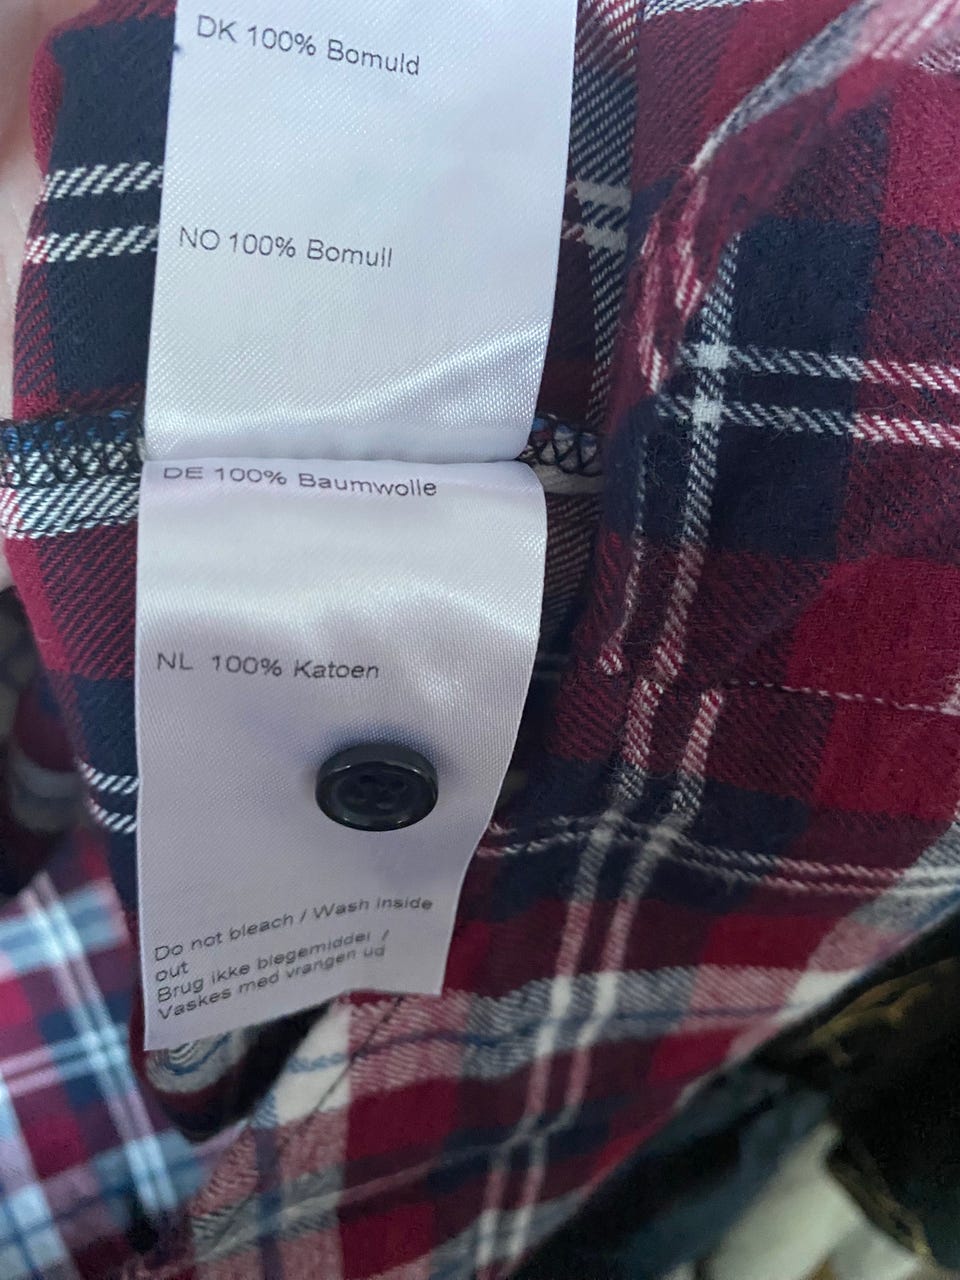 DK 100% Bomuld
NO 100% Bomull
DE 100% Baumwolle
NL 100% Katoen
Do not bleach / Wash inside
out
Brug ikke blegemiddel /
Vaskes med vrangen ud